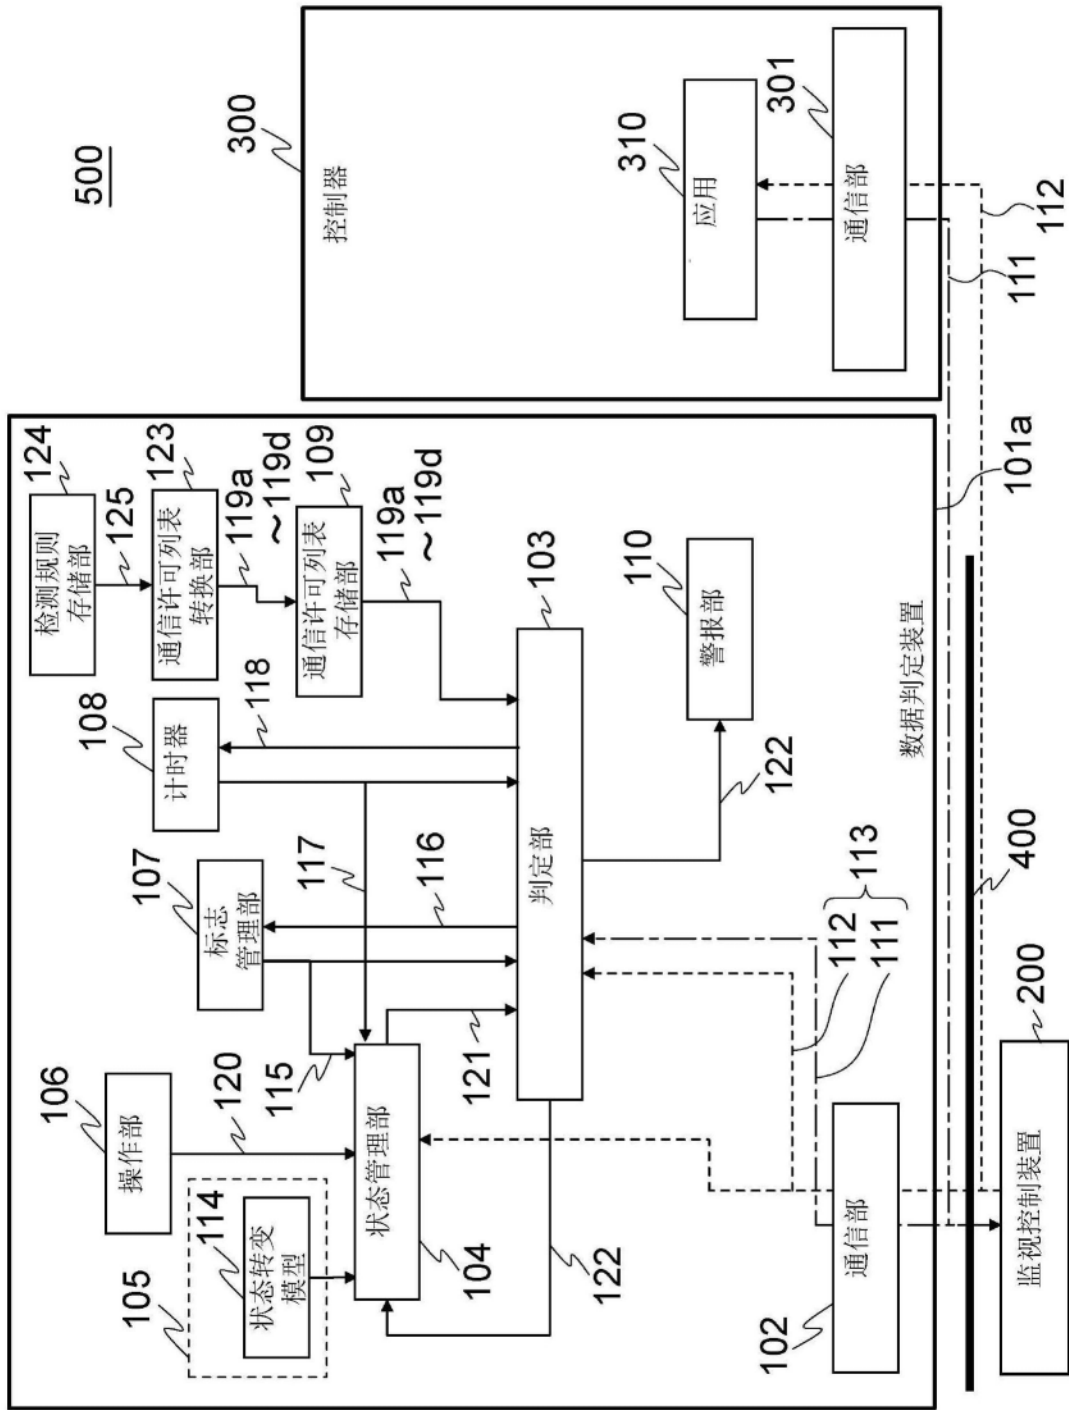 500
105
114
状态转变
模型
106
操作部
120
107
标志
管理部
108
计时器
118
124
检测规则
存储部
125
123
通信许可列表
转换部
119a
～119d
109
通信许可列表
存储部
119a
～119d
115
117
116
状态管理部
104
121
103
判定部
122
122
110
警报部
102
通信部
112
111
113
数据判定装置
101a
400
200
监视控制装置
300
控制器
310
应用
301
通信部
111
112